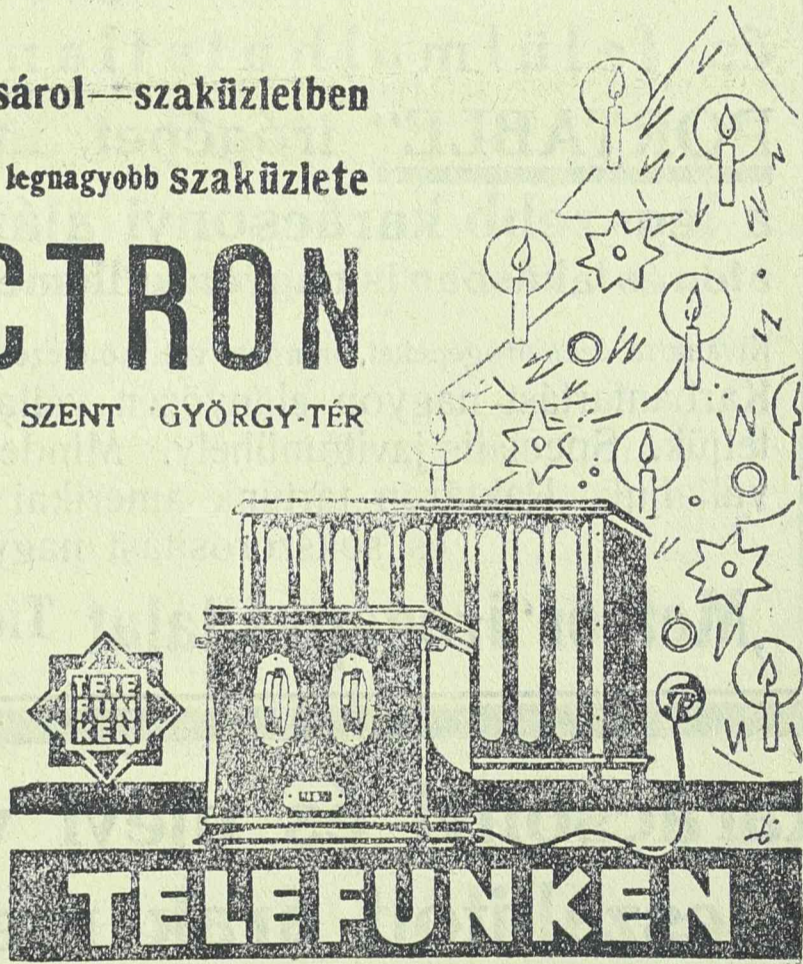 sárol—szaküzletben
legnagyobb szaküzlete
CTRON
SZENT GYÖRGY-TÉR
TELE
FUN
KEN
TELEFUNKEN